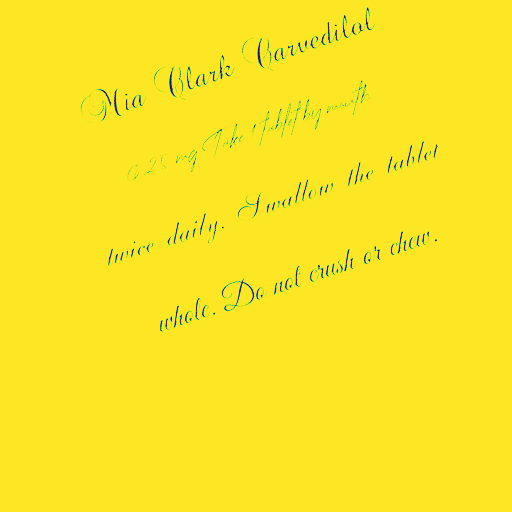 Mia Clark Carvedilol
6.25 mg Take 1 tablet by mouth
twice daily. Swallow the tablet
whole. Do not crush or chew.